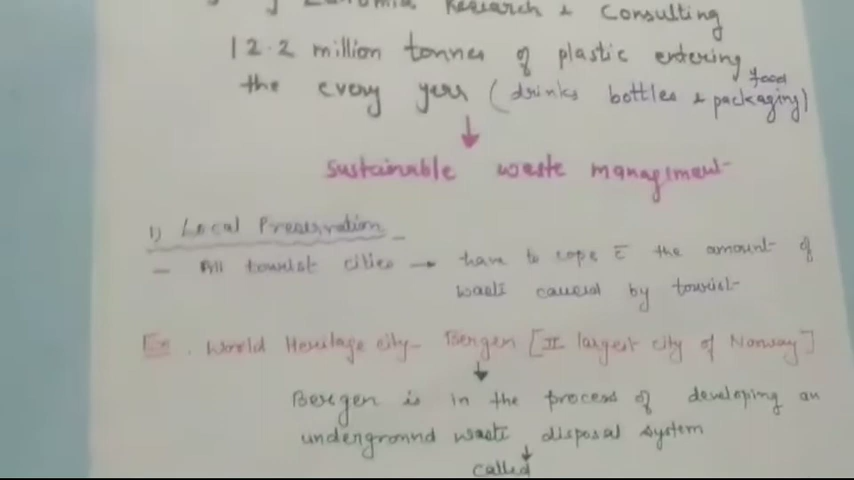 Research & Consulting
12.2 million tonnes of plastic entering
the every year (drinks bottles & food packaging)
↓
Sustainable waste management
1) Local Preservation
- All tourist cities → have to cope c̄ the amount of
waste caused by tourist
Ex. World Heritage city - Bergen [II largest city of Norway]
↓
Bergen is in the process of developing an
underground waste disposal system
↓
called